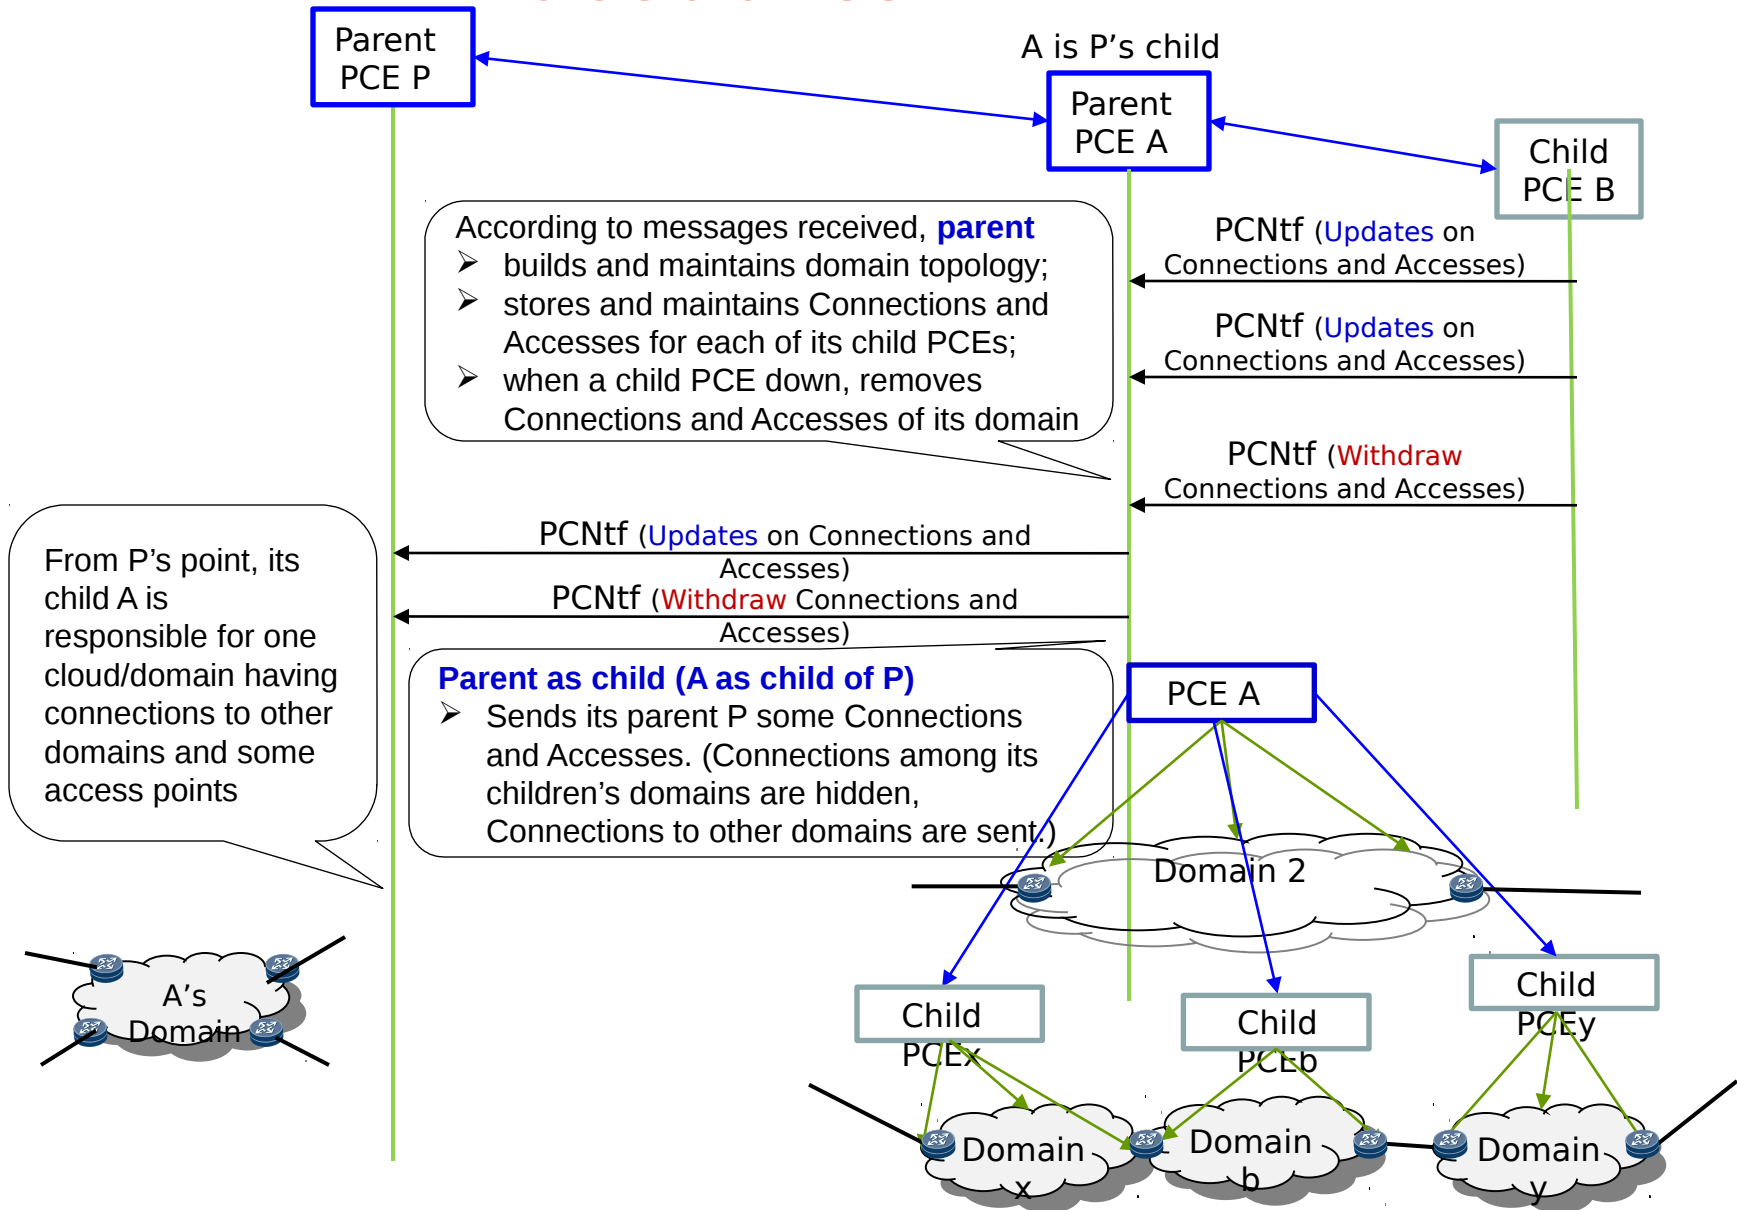 Parent
PCE P
A is P’s child
Parent
PCE A
Child
PCE B
According to messages received, parent
➢ builds and maintains domain topology;
➢ stores and maintains Connections and
Accesses for each of its child PCEs;
➢ when a child PCE down, removes
Connections and Accesses of its domain
PCNtf (Updates on
Connections and Accesses)
PCNtf (Updates on
Connections and Accesses)
PCNtf (Withdraw
Connections and Accesses)
PCNtf (Updates on Connections and
Accesses)
PCNtf (Withdraw Connections and
Accesses)
From P’s point, its
child A is
responsible for one
cloud/domain having
connections to other
domains and some
access points
Parent as child (A as child of P)
➢ Sends its parent P some Connections
and Accesses. (Connections among its
children’s domains are hidden,
Connections to other domains are sent.)
PCE A
Domain 2
A’s
Domain
Child
PCEx
Child
PCEb
Child
PCEy
Domain
x
Domain
b
Domain
y